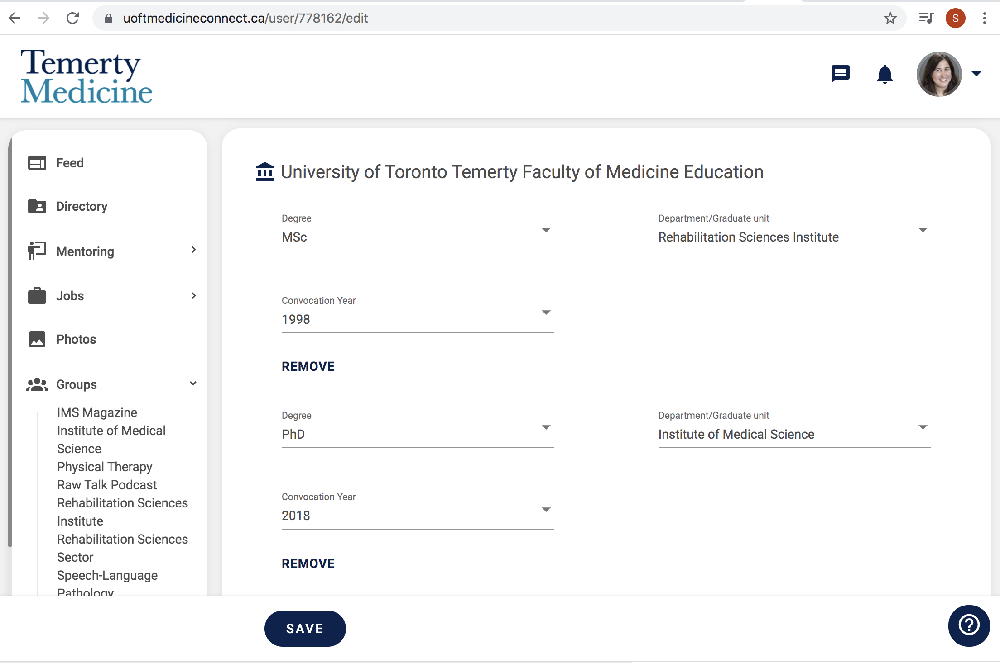 uoftmedicineconnect.ca/user/778162/edit
S
Temerty
Medicine
Feed
Directory
Mentoring
Jobs
Photos
Groups
IMS Magazine
Institute of Medical
Science
Physical Therapy
Raw Talk Podcast
Rehabilitation Sciences
Institute
Rehabilitation Sciences
Sector
Speech-Language
Pathology
University of Toronto Temerty Faculty of Medicine Education
Degree
MSc
Department/Graduate unit
Rehabilitation Sciences Institute
Convocation Year
1998
REMOVE
Degree
PhD
Department/Graduate unit
Institute of Medical Science
Convocation Year
2018
REMOVE
SAVE
?